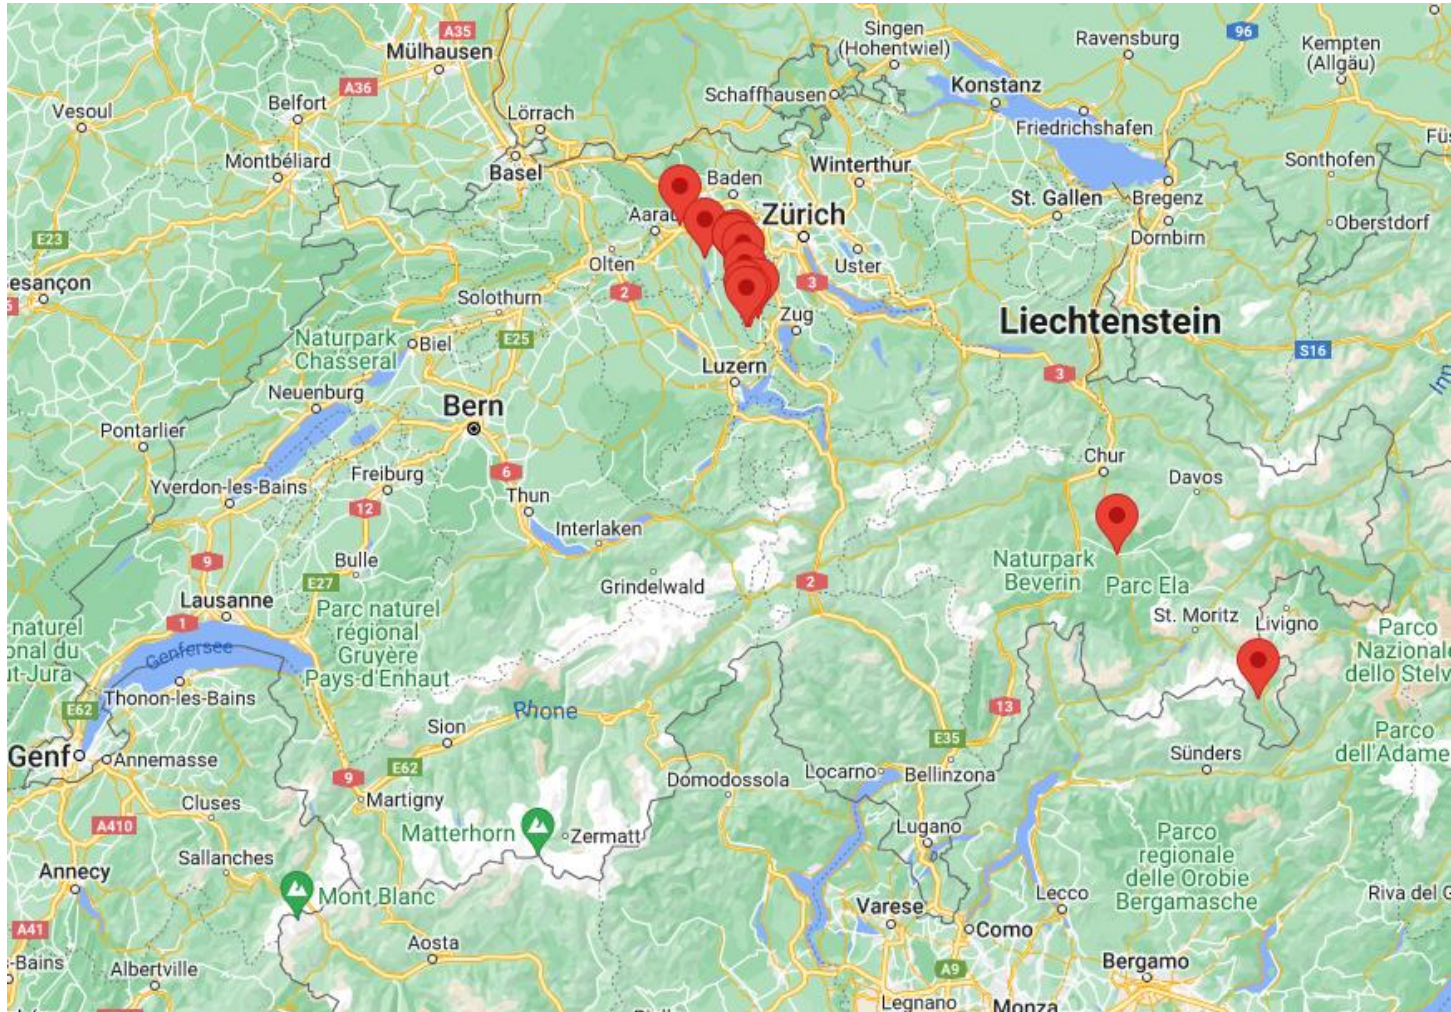 A35
Mülhausen
A36
Vesoul
Belfort
Lörrach
Montbéliard
Basel
E23
esançon
Singen
(Hohentwiel)
Ravensburg
96
Kempten
(Allgäu)
Schaffhausen
Konstanz
Friedrichshafen
Sonthofen
Winterthur
St. Gallen
Bregenz
Oberstdorf
Dornbirn
Baden
Zürich
Uster
Olten
Solothurn
2
3
Zug
Liechtenstein
S16
3
Naturpark
Chasseral
Biel
E25
Luzern
Neuenburg
Bern
Pontarlier
Freiburg
6
Yverdon-les-Bains
12
Thun
Interlaken
Chur
Davos
Bulle
9
E27
Grindelwald
2
Naturpark
Beverin
Parc Ela
Lausanne
1
Parc naturel
régional
Gruyère
Pays-d'Enhaut
St. Moritz
Livigno
Parco
Nazionale
dello Stelv
Genfersee
Thonon-les-Bains
E62
Rhone
13
Sion
E35
Genf
Annemasse
E62
9
Sünders
Parco
dell'Adame
Cluses
Martigny
Domodossola
Locarno
Bellinzona
A410
Matterhorn
Zermatt
Lugano
Parco
regionale
delle Orobie
Bergamasche
Sallanches
Annecy
Mont Blanc
Lecco
Riva del G
Varese
A41
Aosta
Como
-Bains
Albertville
A9
Bergamo
Legnano
Monza